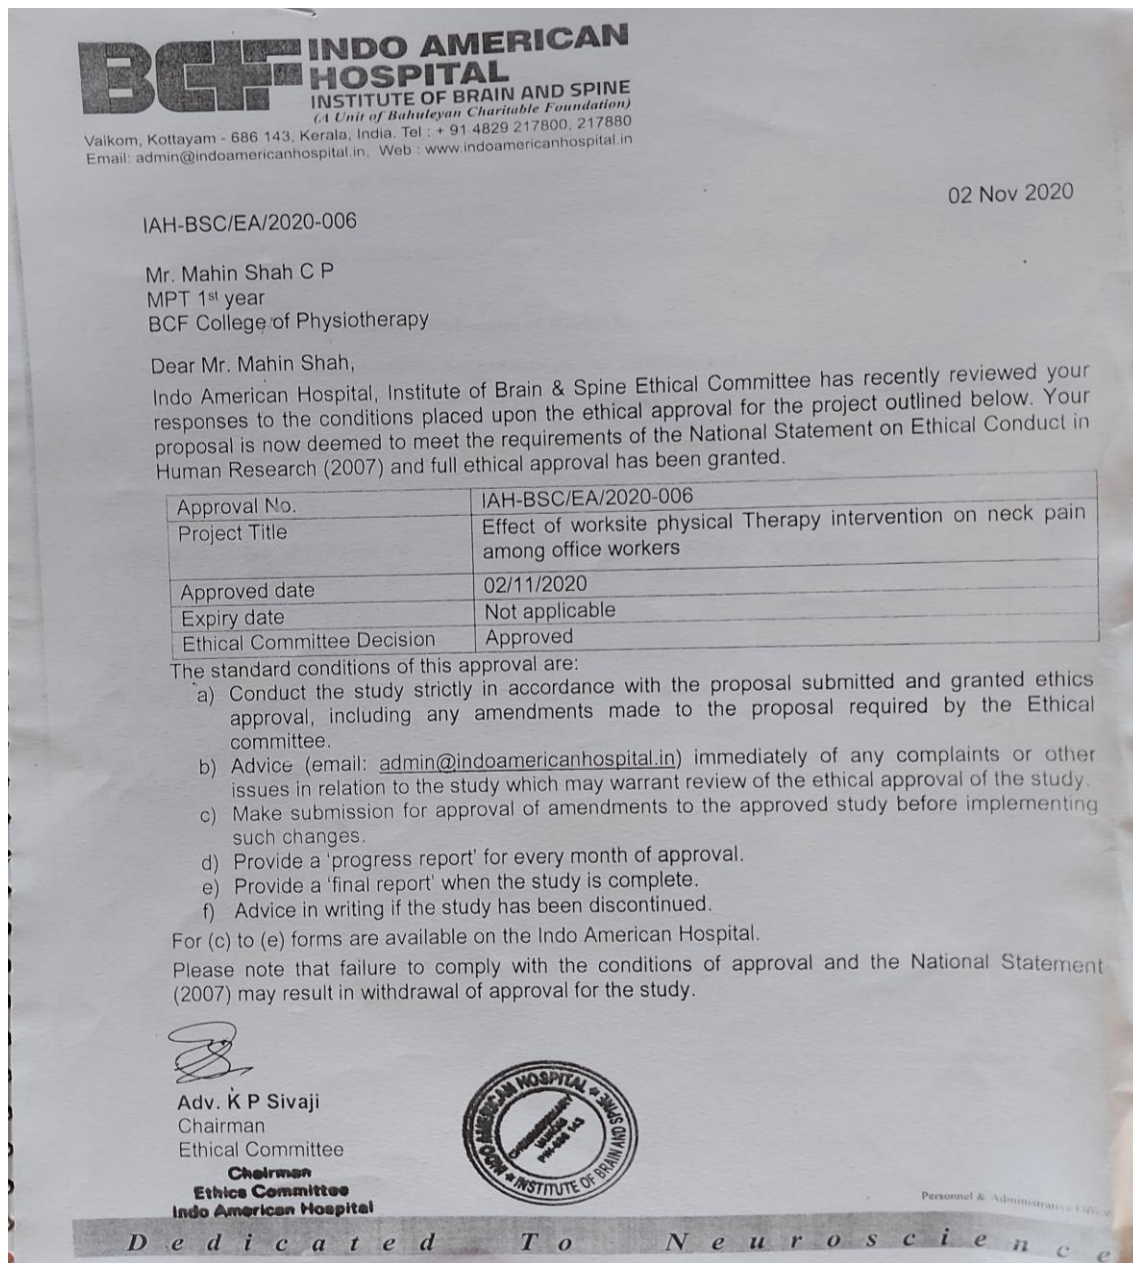 BCF INDO AMERICAN
HOSPITAL
INSTITUTE OF BRAIN AND SPINE
(A Unit of Bahuleyan Charitable Foundation)
Vaikom, Kottayam - 686 143, Kerala, India. Tel : + 91 4829 217800, 217880
Email: admin@indoamericanhospital.in, Web : www.indoamericanhospital.in
02 Nov 2020
IAH-BSC/EA/2020-006
Mr. Mahin Shah C P
MPT 1st year
BCF College of Physiotherapy
Dear Mr. Mahin Shah,
Indo American Hospital, Institute of Brain & Spine Ethical Committee has recently reviewed your
responses to the conditions placed upon the ethical approval for the project outlined below. Your
proposal is now deemed to meet the requirements of the National Statement on Ethical Conduct in
Human Research (2007) and full ethical approval has been granted.
Approval No. IAH-BSC/EA/2020-006
Project Title Effect of worksite physical Therapy intervention on neck pain
among office workers
Approved date 02/11/2020
Expiry date Not applicable
Ethical Committee Decision Approved
The standard conditions of this approval are:
a) Conduct the study strictly in accordance with the proposal submitted and granted ethics
approval, including any amendments made to the proposal required by the Ethical
committee.
b) Advice (email: admin@indoamericanhospital.in) immediately of any complaints or other
issues in relation to the study which may warrant review of the ethical approval of the study.
c) Make submission for approval of amendments to the approved study before implementing
such changes.
d) Provide a 'progress report' for every month of approval.
e) Provide a 'final report' when the study is complete.
f) Advice in writing if the study has been discontinued.
For (c) to (e) forms are available on the Indo American Hospital.
Please note that failure to comply with the conditions of approval and the National Statement
(2007) may result in withdrawal of approval for the study.
Adv. K P Sivaji
Chairman
Ethical Committee
Chairman
Ethics Committee
Indo American Hospital
INDO AMERICAN HOSPITAL
INSTITUTE OF BRAIN AND SPINE
PIN-686 143
Personnel & Administrative Office
Dedicated To Neuroscience